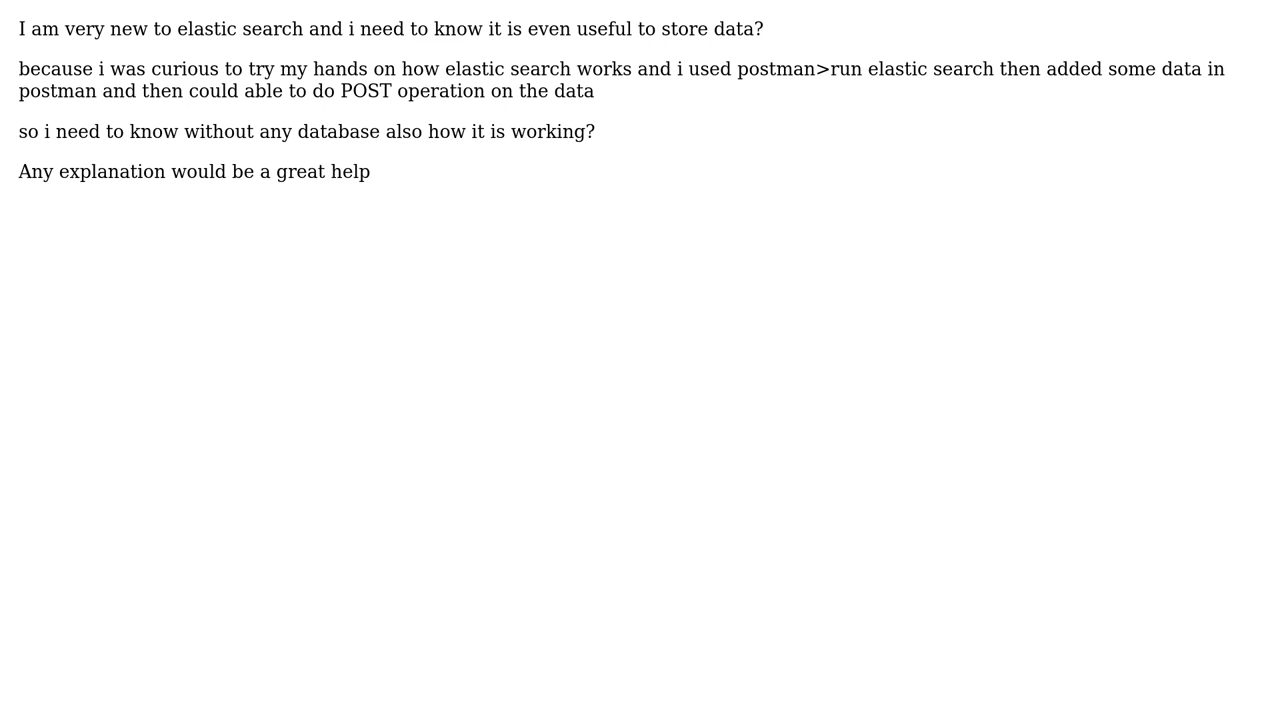 I am very new to elastic search and i need to know it is even useful to store data?
because i was curious to try my hands on how elastic search works and i used postman>run elastic search then added some data in
postman and then could able to do POST operation on the data
so i need to know without any database also how it is working?
Any explanation would be a great help